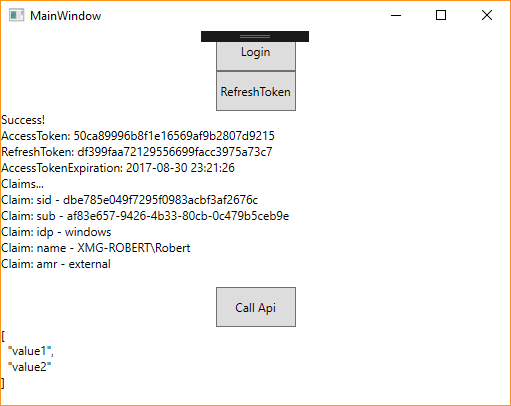 MainWindow
Login
RefreshToken
Success!
AccessToken: 50ca89996b8f1e16569af9b2807d9215
RefreshToken: df399faa72129556699facc3975a73c7
AccessTokenExpiration: 2017-08-30 23:21:26
Claims...
Claim: sid - dbe785e049f7295f0983acbf3af2676c
Claim: sub - af83e657-9426-4b33-80cb-0c479b5ceb9e
Claim: idp - windows
Claim: name - XMG-ROBERT\Robert
Claim: amr - external
Call Api
[
"value1",
"value2"
]